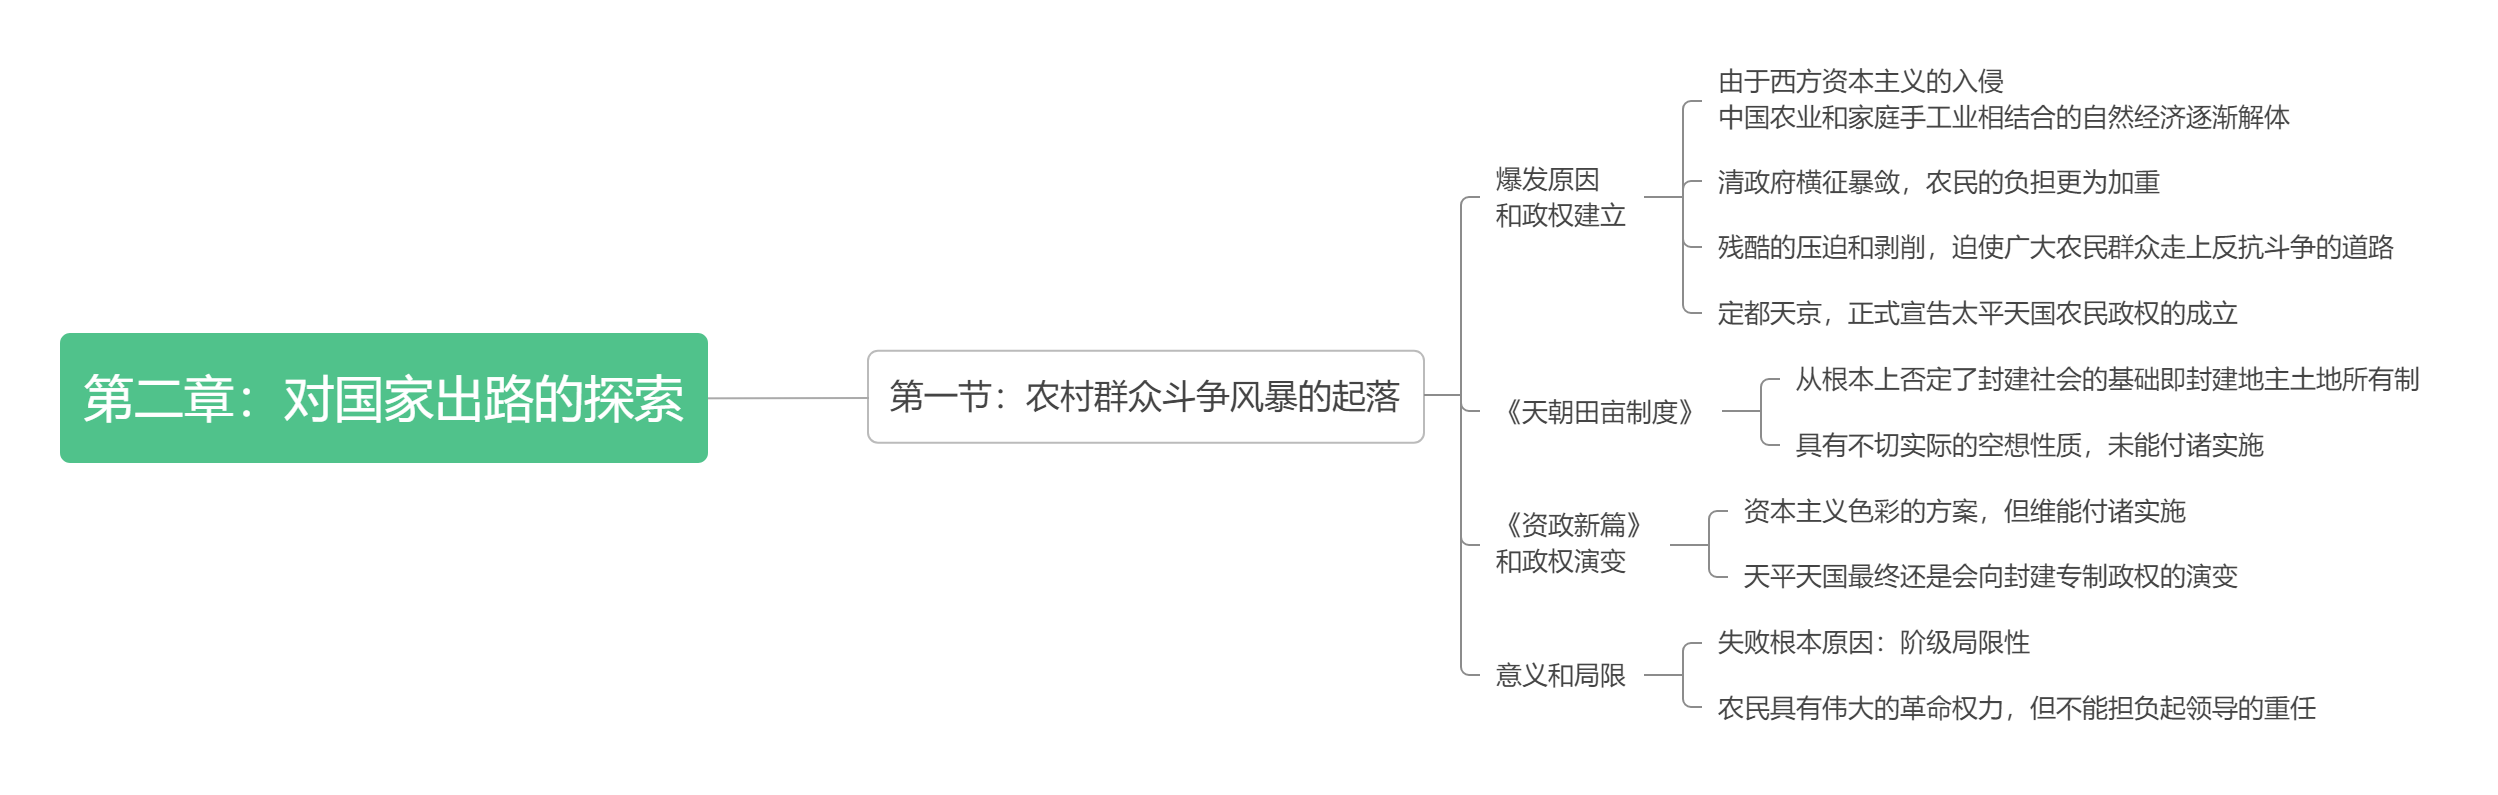 第二章：对国家出路的探索
第一节：农村群众斗争风暴的起落
爆发原因
和政权建立
由于西方资本主义的入侵
中国农业和家庭手工业相结合的自然经济逐渐解体
清政府横征暴敛，农民的负担更为加重
残酷的压迫和剥削，迫使广大农民群众走上反抗斗争的道路
定都天京，正式宣告太平天国农民政权的成立
《天朝田亩制度》
从根本上否定了封建社会的基础即封建地主土地所有制
具有不切实际的空想性质，未能付诸实施
《资政新篇》
和政权演变
资本主义色彩的方案，但维能付诸实施
天平天国最终还是会向封建专制政权的演变
意义和局限
失败根本原因：阶级局限性
农民具有伟大的革命权力，但不能担负起领导的重任